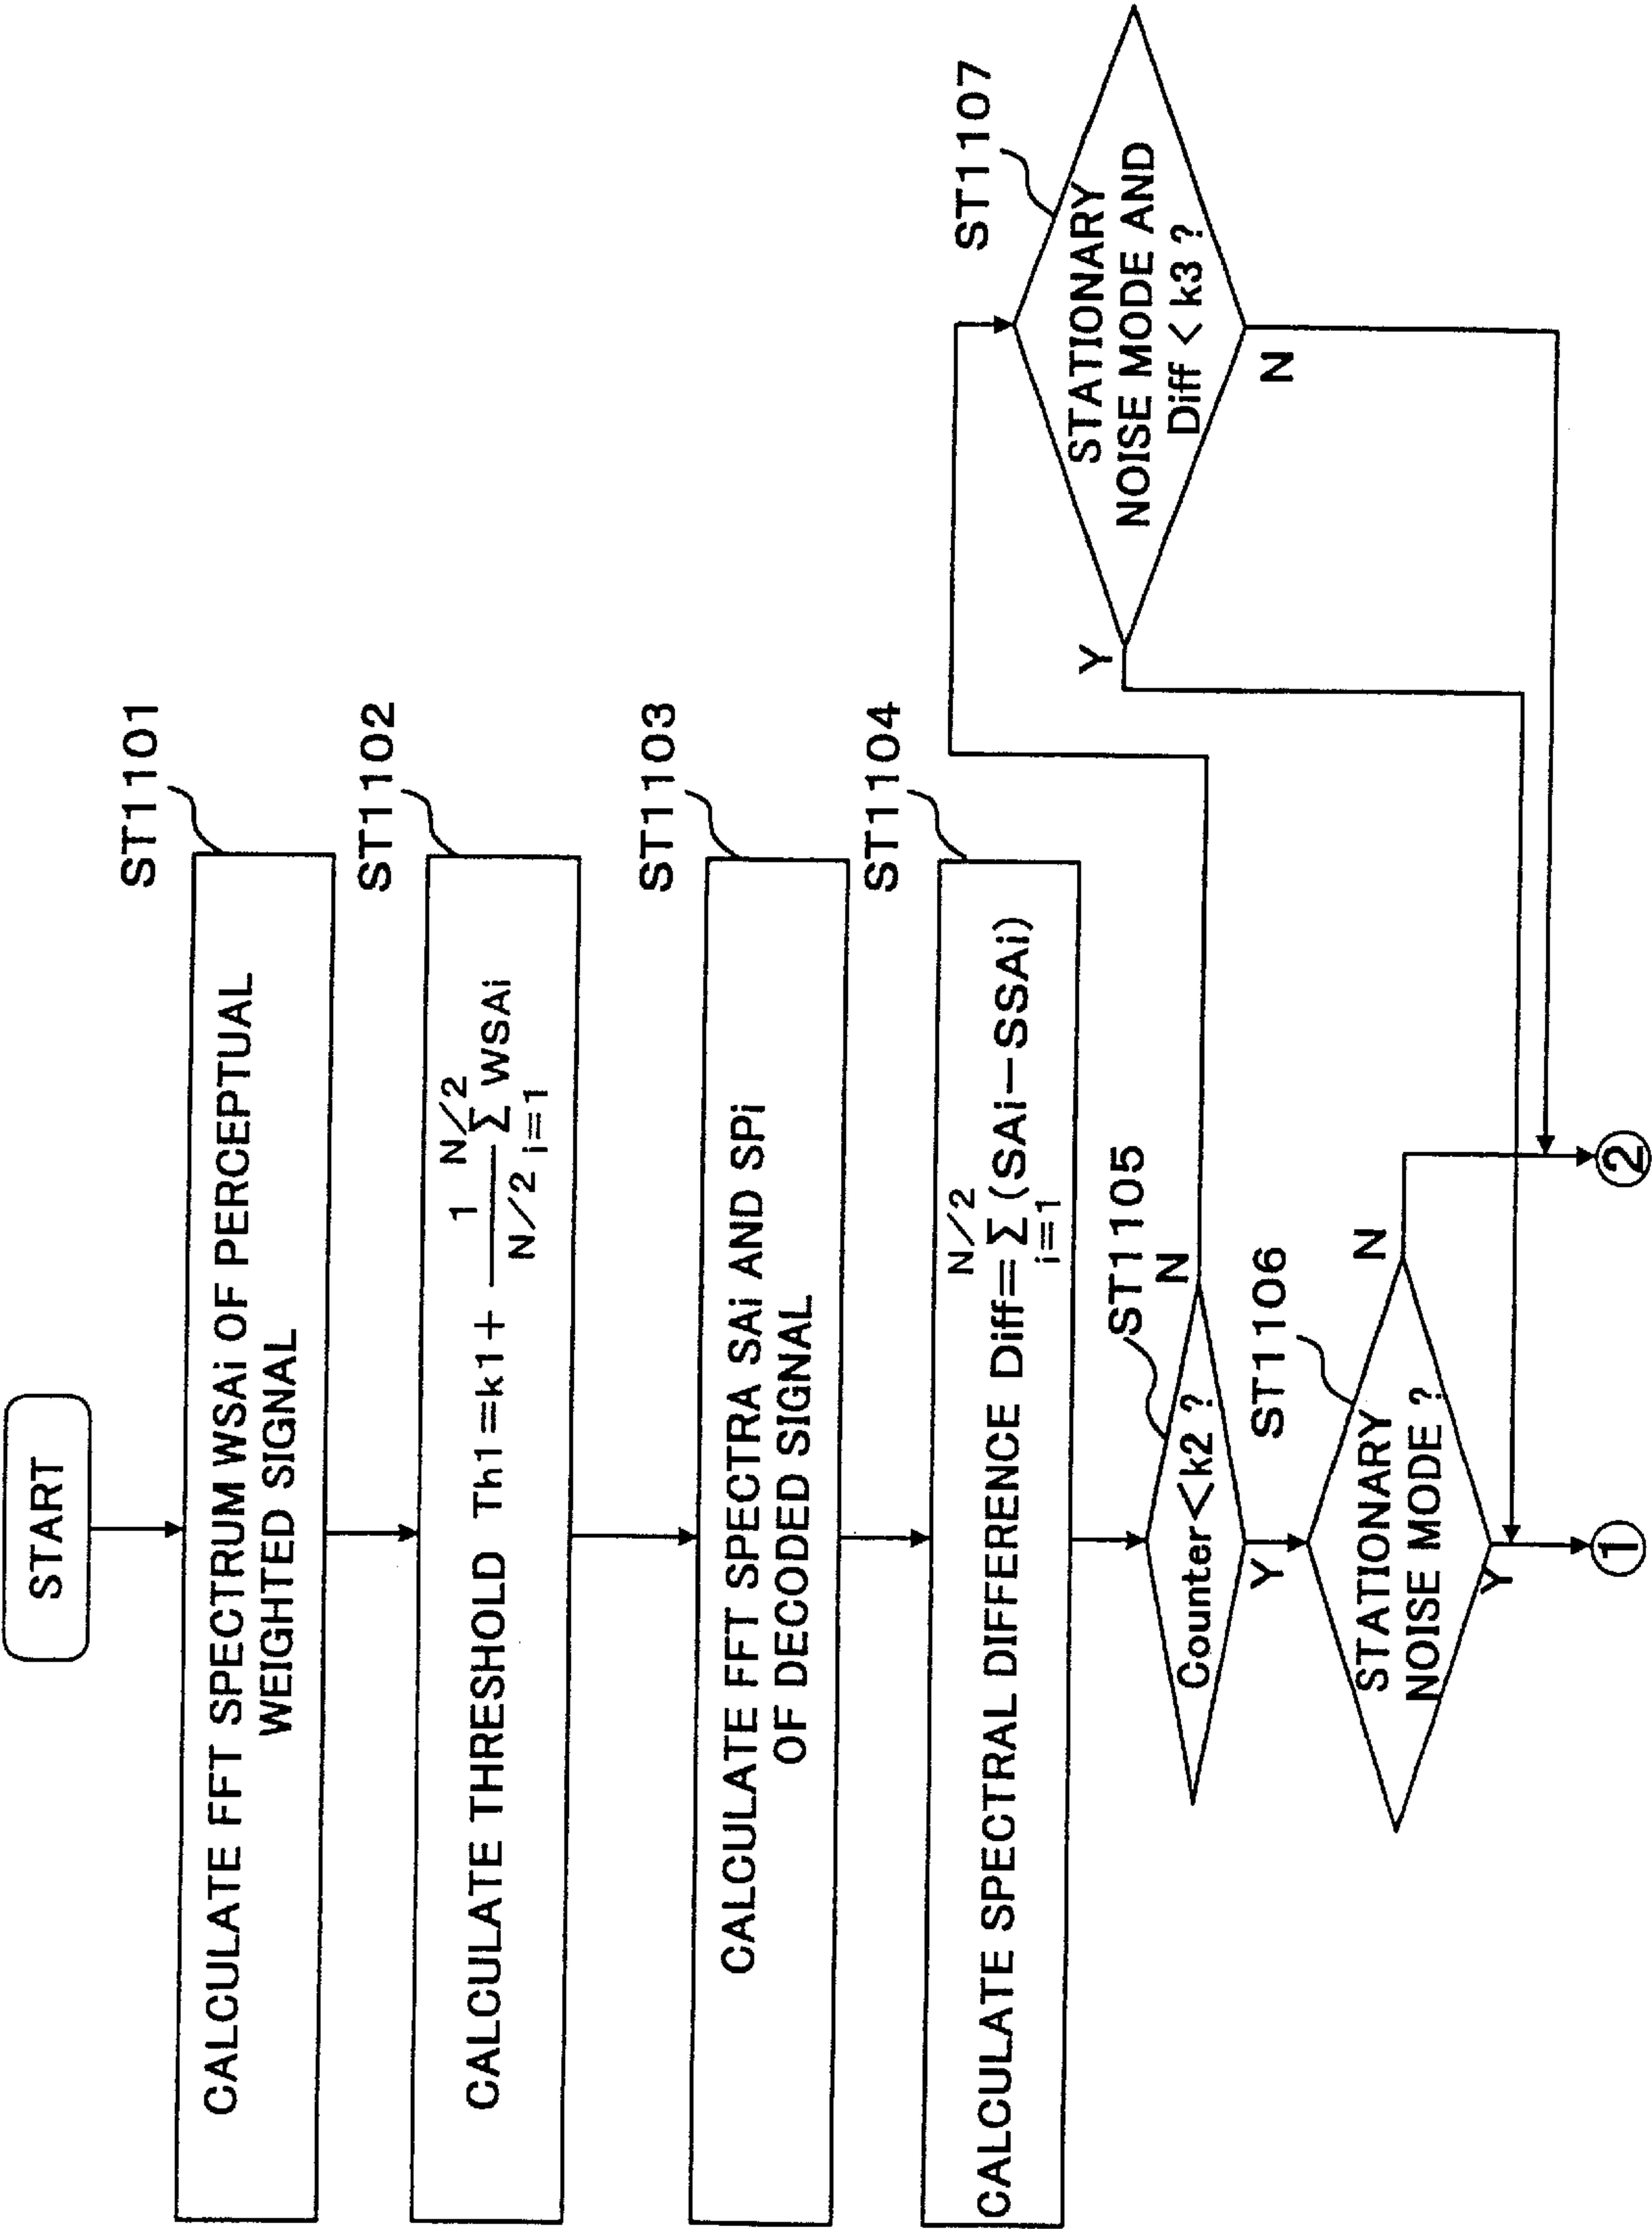 START
ST1101
CALCULATE FFT SPECTRUM WSAi OF PERCEPTUAL
WEIGHTED SIGNAL
ST1102
CALCULATE THRESHOLD Th1=k1+ 1/(N/2) N/2 Σ i=1 WSAi
ST1103
CALCULATE FFT SPECTRA SAi AND SPi
OF DECODED SIGNAL
ST1104
CALCULATE SPECTRAL DIFFERENCE Diff= N/2 Σ i=1 (SAi−SSAi)
ST1105
Counter<k2 ?
N
Y
ST1106
STATIONARY
NOISE MODE ?
N
Y
ST1107
STATIONARY
NOISE MODE AND
Diff < k3 ?
Y
N
①
②